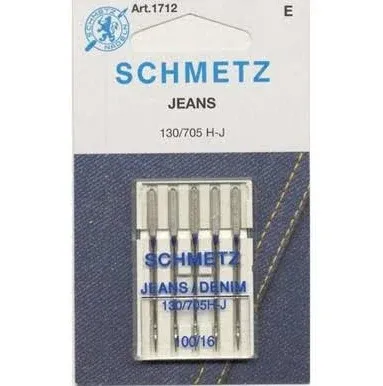 Art.1712
E
SCHMETZ
JEANS
130/705 H-J
SCHMETZ
JEANS / DENIM
130/705H-J
100/16